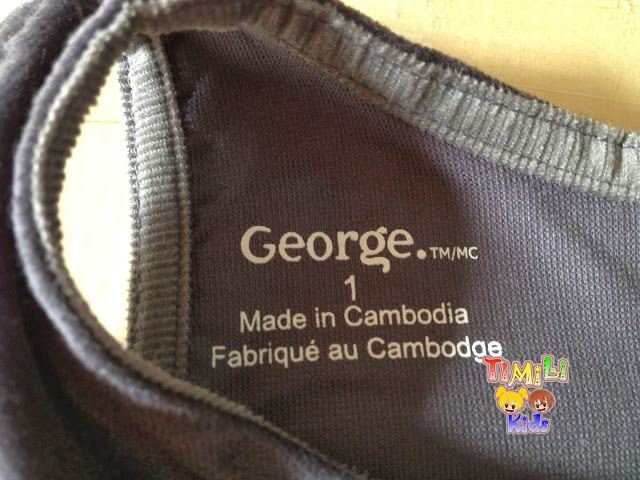 George.TM/MC
1
Made in Cambodia
Fabriqué au Cambodge
TiMiLi
Kids